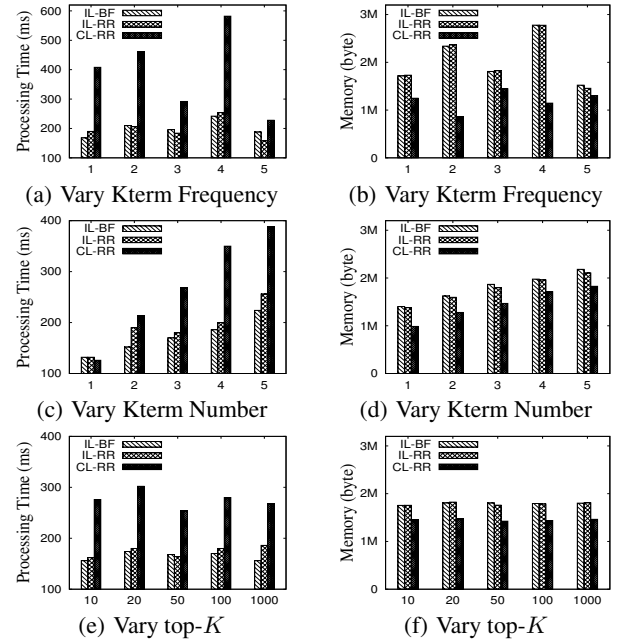 Processing Time (ms)
600
500
400
300
200
100
IL-BF
IL-RR
CL-RR
1 2 3 4 5
(a) Vary Kterm Frequency
Memory (byte)
3M
2M
1M
0
IL-BF
IL-RR
CL-RR
1 2 3 4 5
(b) Vary Kterm Frequency
Processing Time (ms)
400
300
200
100
IL-BF
IL-RR
CL-RR
1 2 3 4 5
(c) Vary Kterm Number
Memory (byte)
3M
2M
1M
0
IL-BF
IL-RR
CL-RR
1 2 3 4 5
(d) Vary Kterm Number
Processing Time (ms)
400
300
200
100
IL-BF
IL-RR
CL-RR
10 20 50 100 1000
(e) Vary top-K
Memory (byte)
3M
2M
1M
0
IL-BF
IL-RR
CL-RR
10 20 50 100 1000
(f) Vary top-K